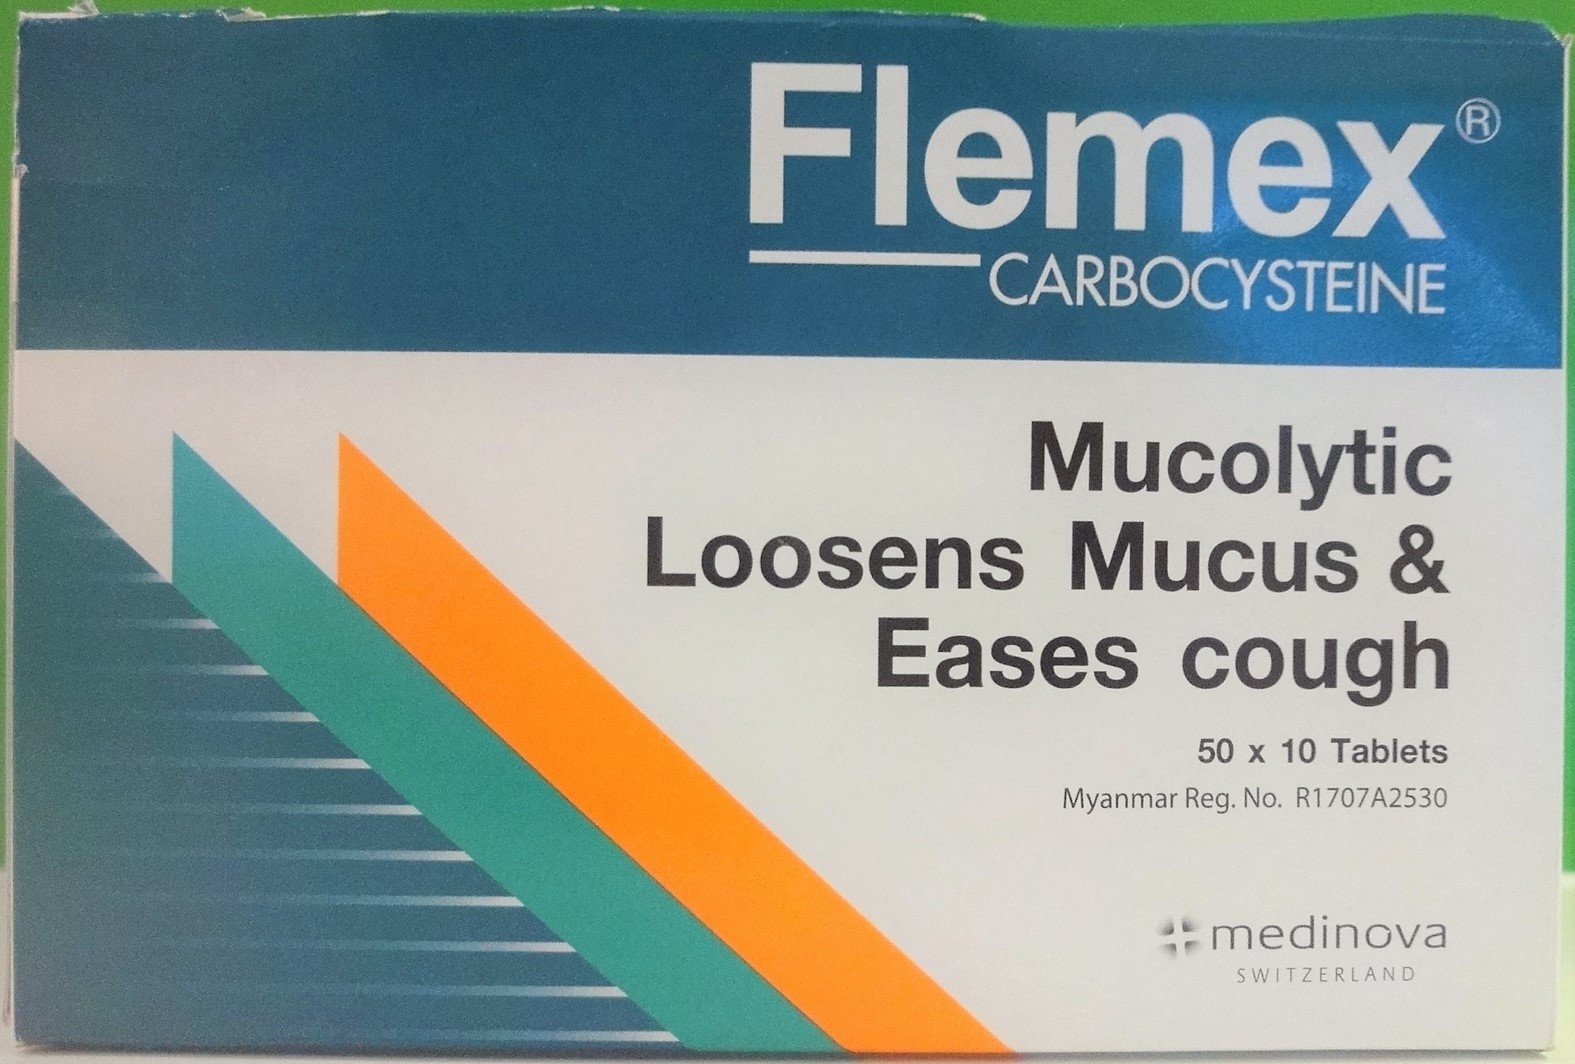 Flemex®
CARBOCYSTEINE
Mucolytic
Loosens Mucus &
Eases cough
50 x 10 Tablets
Myanmar Reg. No. R1707A2530
medinova
SWITZERLAND